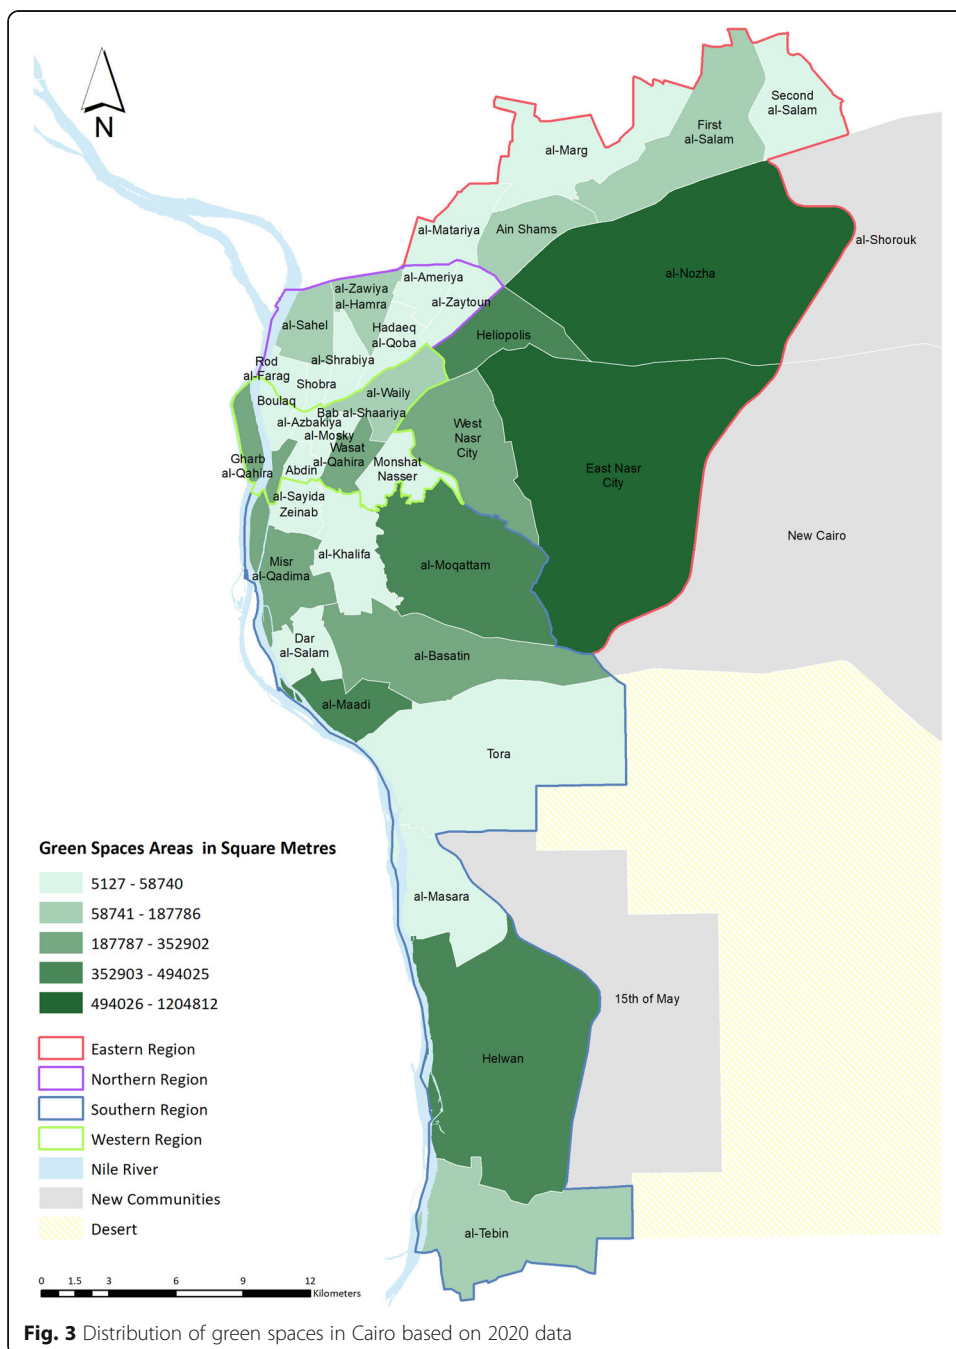 N
Second
al-Salam
First
al-Salam
al-Marg
al-Matariya
Ain Shams
al-Shorouk
al-Nozha
al-Ameriya
al-Zawiya
al-Hamra
al-Zaytoun
al-Sahel
Hadaeq
al-Qoba
Heliopolis
al-Shrabiya
Rod
al-Farag
Shobra
al-Waily
Boulaq
Bab al-Shaariya
al-Azbakiya
al-Mosky
West
Nasr
City
Wasat
al-Qahira
Gharb
al-Qahira
Abdin
Monshat
Nasser
East Nasr
City
al-Sayida
Zeinab
New Cairo
al-Khalifa
Misr
al-Qadima
al-Moqattam
Dar
al-Salam
al-Basatin
al-Maadi
Tora
al-Masara
15th of May
Helwan
al-Tebin
Green Spaces Areas in Square Metres
5127 - 58740
58741 - 187786
187787 - 352902
352903 - 494025
494026 - 1204812
Eastern Region
Northern Region
Southern Region
Western Region
Nile River
New Communities
Desert
0 1.5 3 6 9 12
Kilometers
Fig. 3 Distribution of green spaces in Cairo based on 2020 data